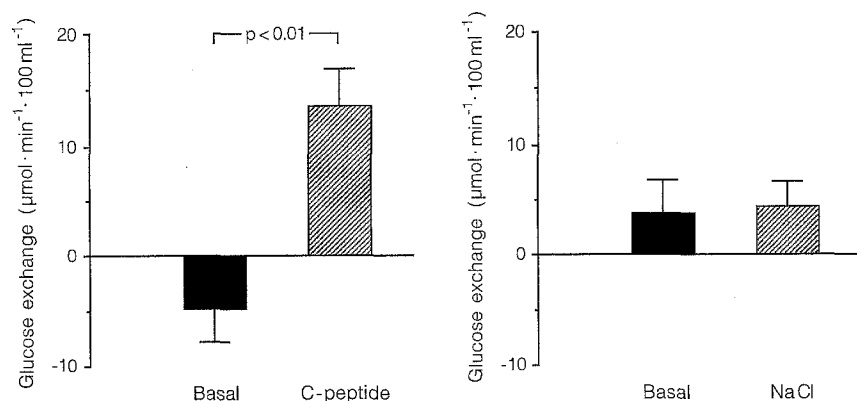 Glucose exchange (µmol·min⁻¹·100 ml⁻¹)
20
10
0
-10
p<0.01
Basal
C-peptide
Glucose exchange (µmol·min⁻¹·100 ml⁻¹)
20
10
0
-10
Basal
NaCl